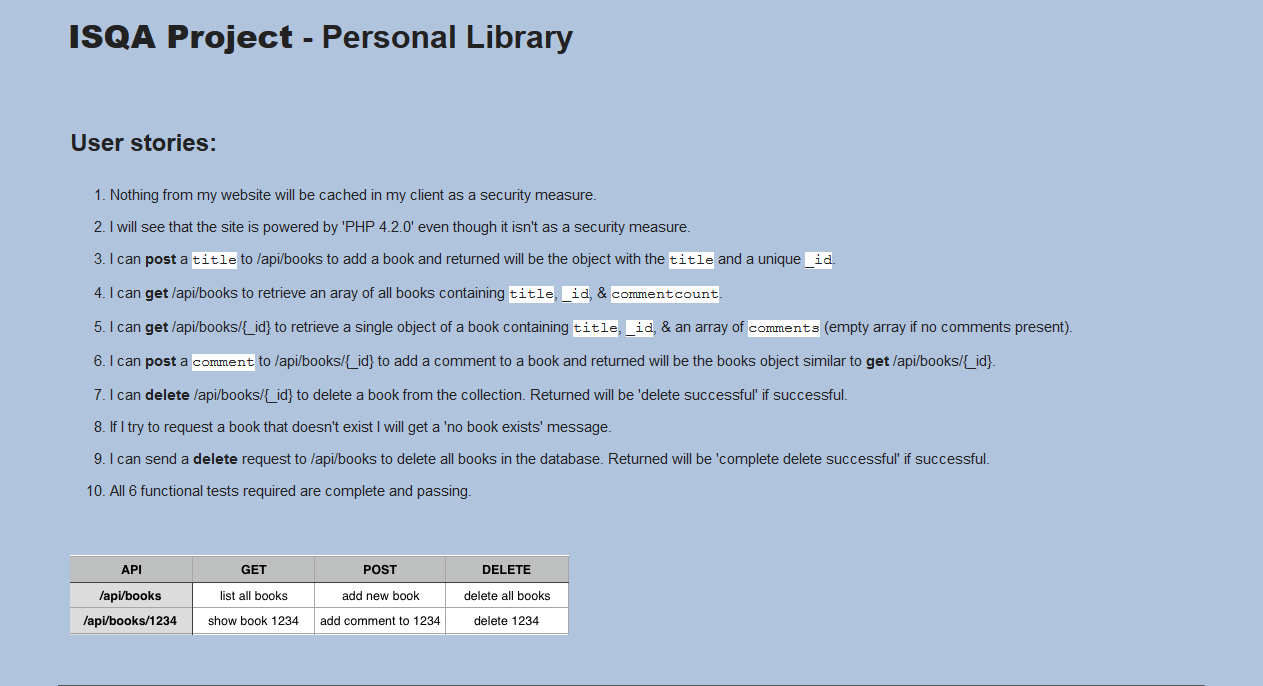 ISQA Project - Personal Library
User stories:
1. Nothing from my website will be cached in my client as a security measure.
2. I will see that the site is powered by 'PHP 4.2.0' even though it isn't as a security measure.
3. I can post a title to /api/books to add a book and returned will be the object with the title and a unique _id.
4. I can get /api/books to retrieve an aray of all books containing title, _id, & commentcount.
5. I can get /api/books/{_id} to retrieve a single object of a book containing title, _id, & an array of comments (empty array if no comments present).
6. I can post a comment to /api/books/{_id} to add a comment to a book and returned will be the books object similar to get /api/books/{_id}.
7. I can delete /api/books/{_id} to delete a book from the collection. Returned will be 'delete successful' if successful.
8. If I try to request a book that doesn't exist I will get a 'no book exists' message.
9. I can send a delete request to /api/books to delete all books in the database. Returned will be 'complete delete successful' if successful.
10. All 6 functional tests required are complete and passing.
API GET POST DELETE
/api/books list all books add new book delete all books
/api/books/1234 show book 1234 add comment to 1234 delete 1234